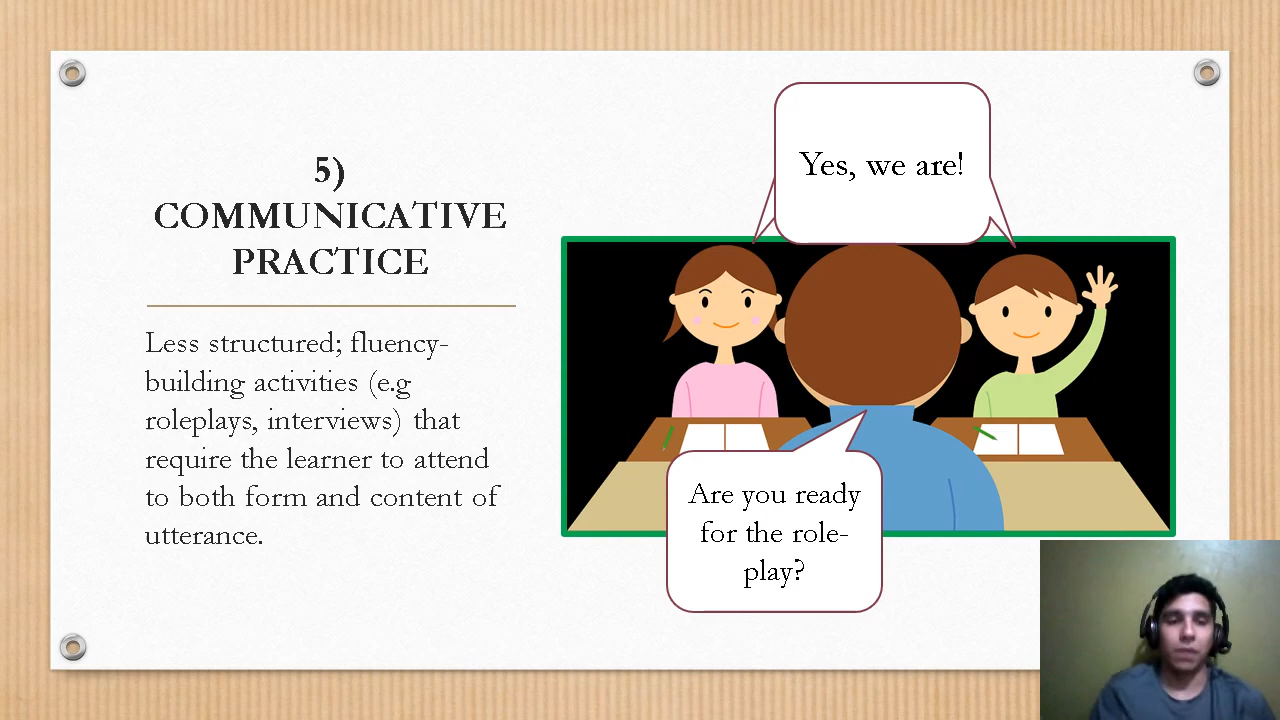 5)
COMMUNICATIVE
PRACTICE
Less structured; fluency-
building activities (e.g
roleplays, interviews) that
require the learner to attend
to both form and content of
utterance.
Yes, we are!
Are you ready
for the role-
play?